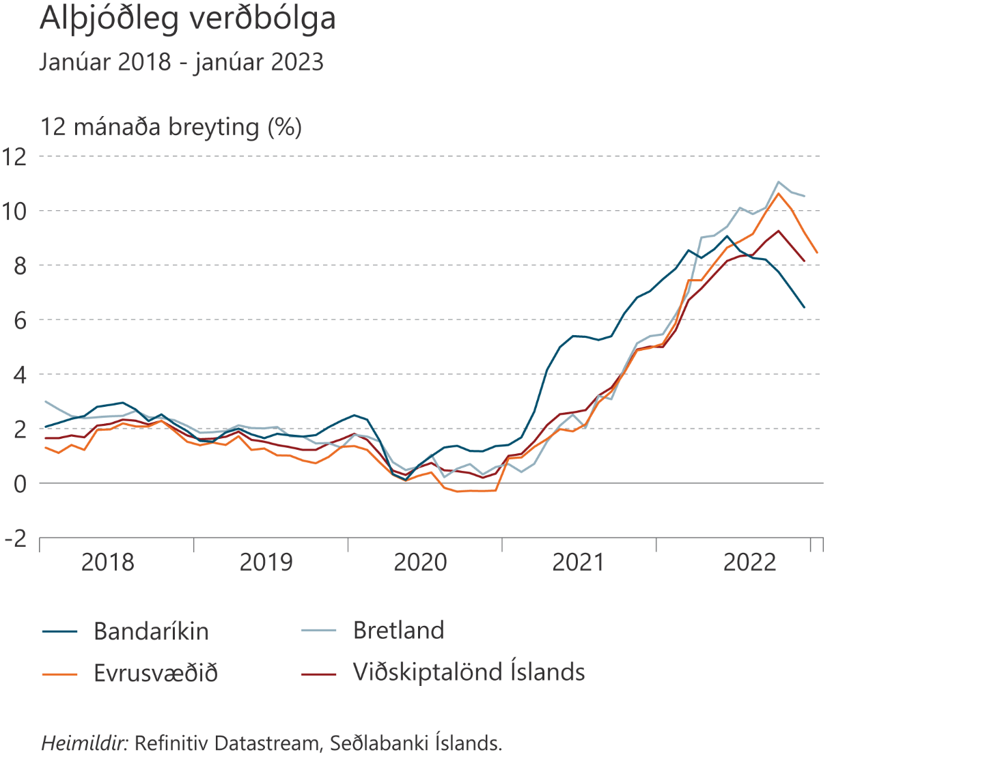 Alþjóðleg verðbólga
Janúar 2018 - janúar 2023
12 mánaða breyting (%)
12
10
8
6
4
2
0
-2
2018 2019 2020 2021 2022
Bandaríkin Bretland
Evrusvæðið Viðskiptalönd Íslands
Heimildir: Refinitiv Datastream, Seðlabanki Íslands.